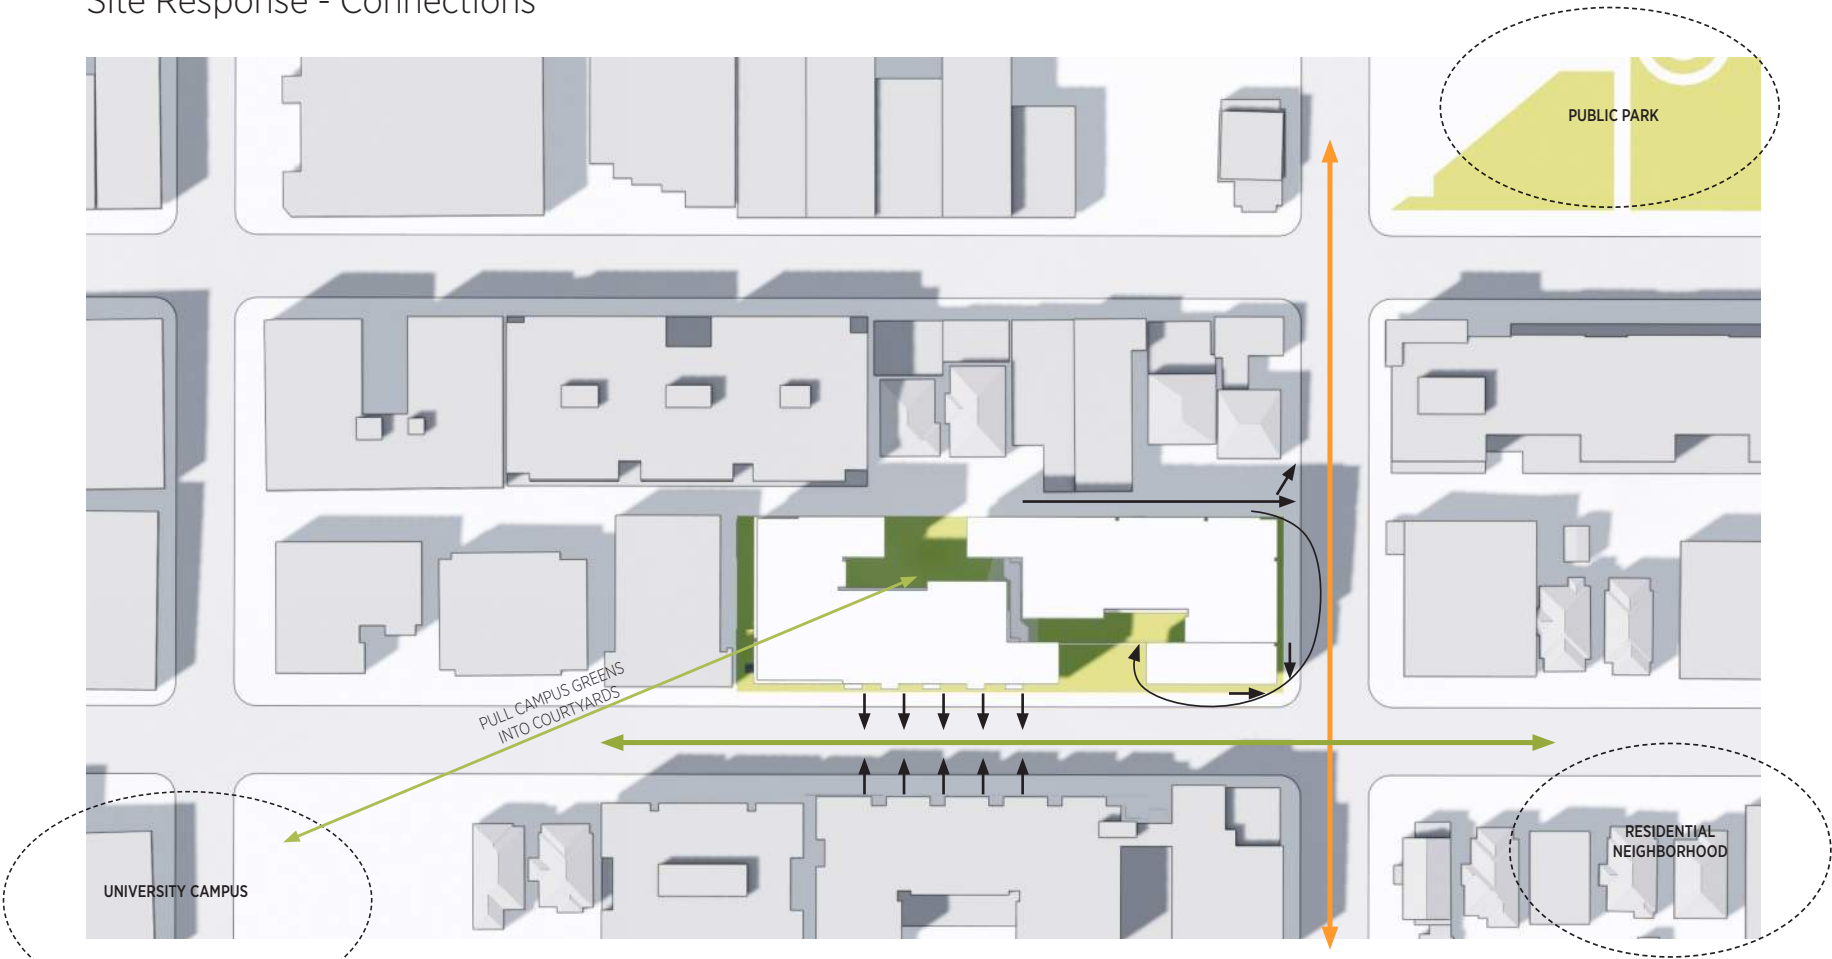 Site Response - Connections
PUBLIC PARK
PULL CAMPUS GREENS
INTO COURTYARDS
RESIDENTIAL
NEIGHBORHOOD
UNIVERSITY CAMPUS